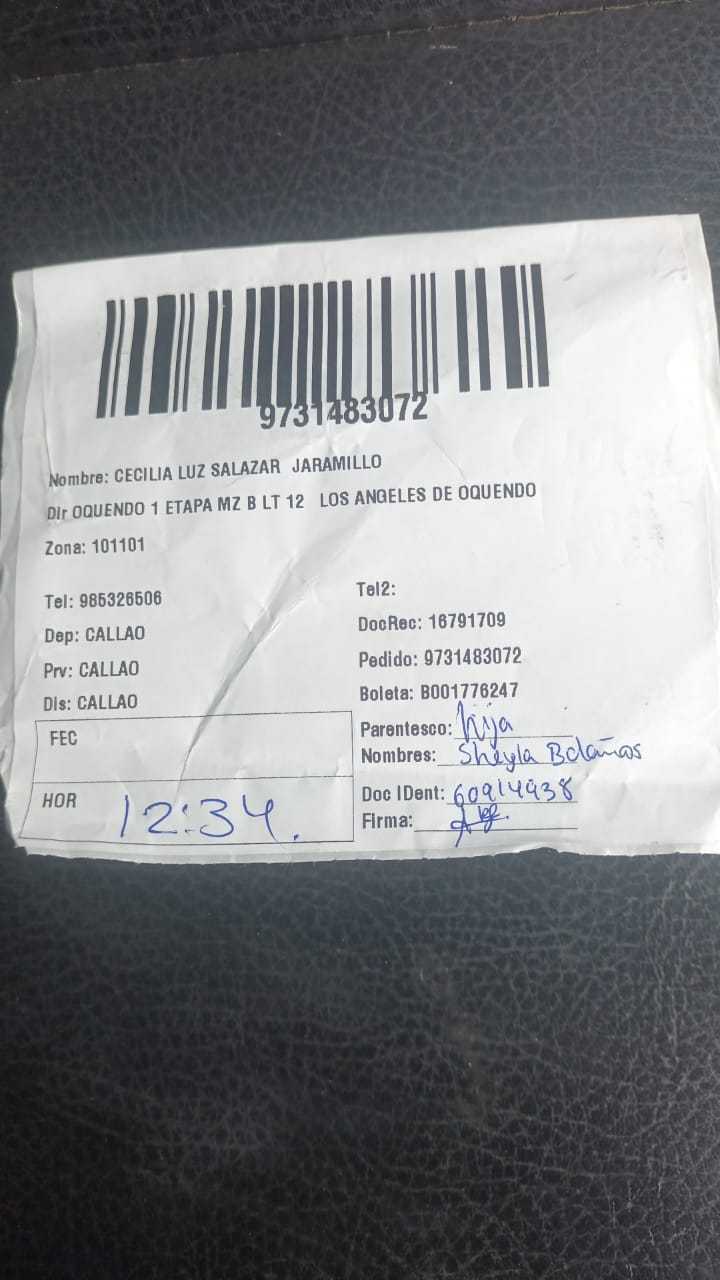 9731483072
Nombre: CECILIA LUZ SALAZAR JARAMILLO
Dir OQUENDO 1 ETAPA MZ B LT 12 LOS ANGELES DE OQUENDO
Zona: 101101
Tel: 985326506
Tel2:
Dep: CALLAO
DocRec: 16791709
Prv: CALLAO
Pedido: 9731483072
Dis: CALLAO
Boleta: B001776247
FEC
Parentesco: hija
Nombres: Sheyla Bolaños
HOR 12:34.
Doc IDent: 60914938
Firma: